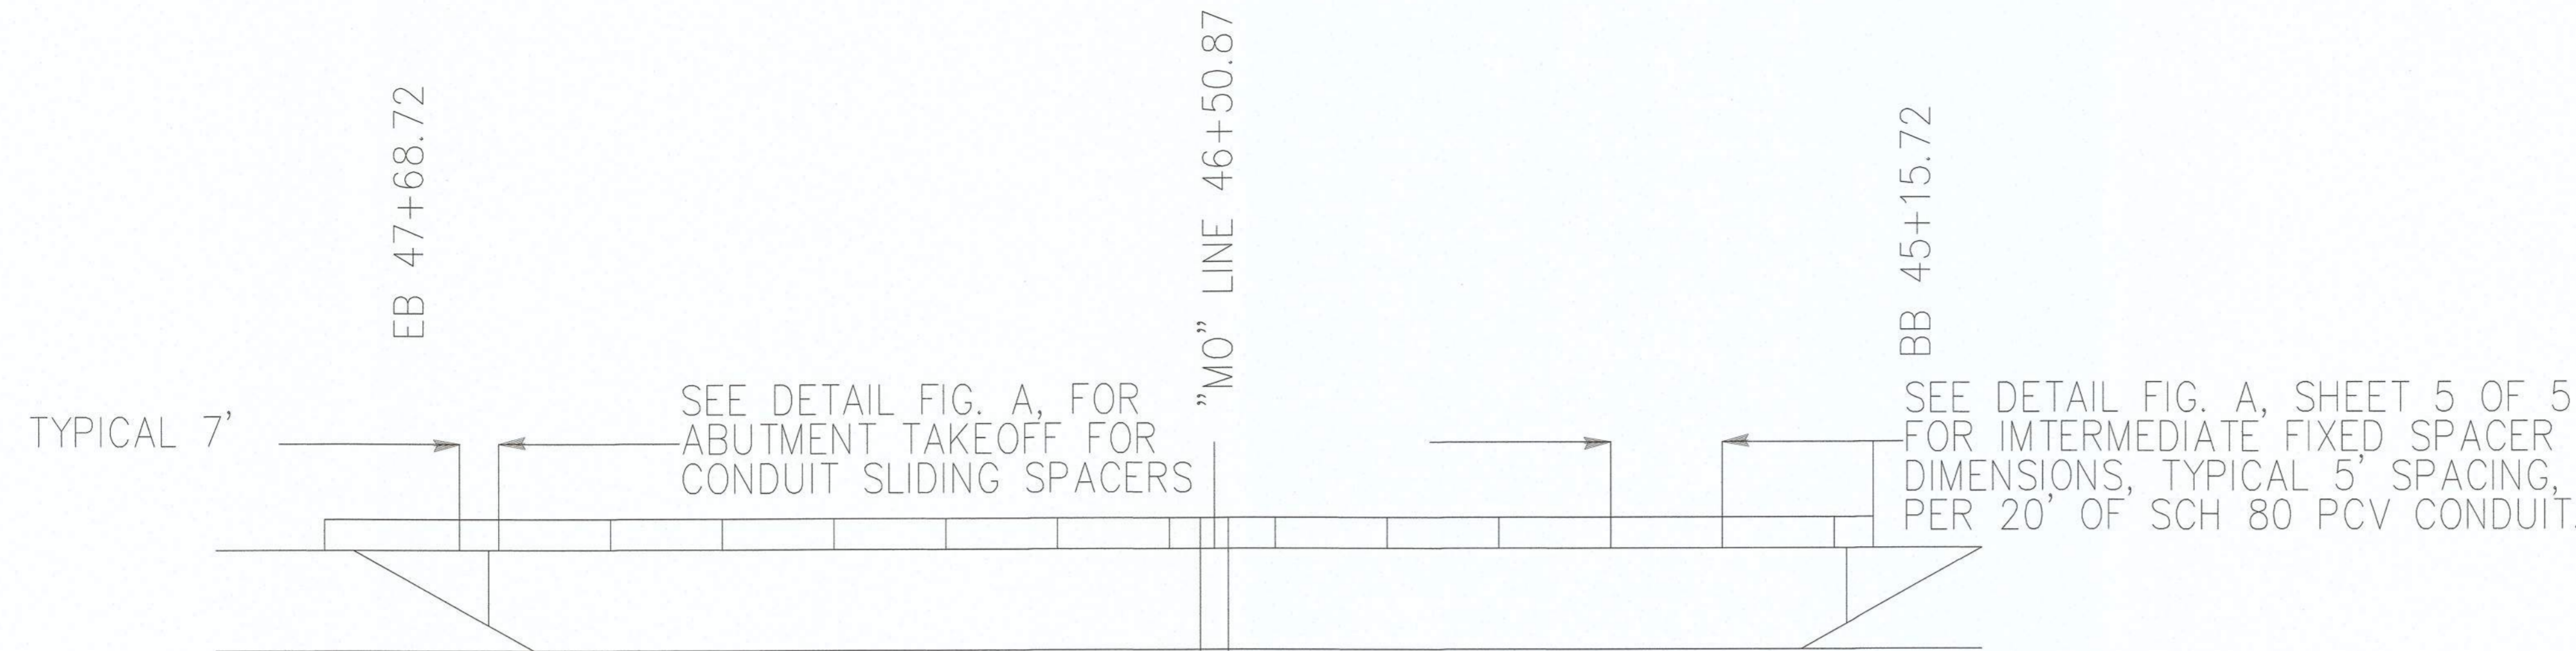 EB 47+68.72
"MO" LINE 46+50.87
BB 45+15.72
TYPICAL 7'
SEE DETAIL FIG. A, FOR
ABUTMENT TAKEOFF FOR
CONDUIT SLIDING SPACERS
SEE DETAIL FIG. A, SHEET 5 OF 5
FOR IMTERMEDIATE FIXED SPACER
DIMENSIONS, TYPICAL 5' SPACING,
PER 20' OF SCH 80 PCV CONDUIT.